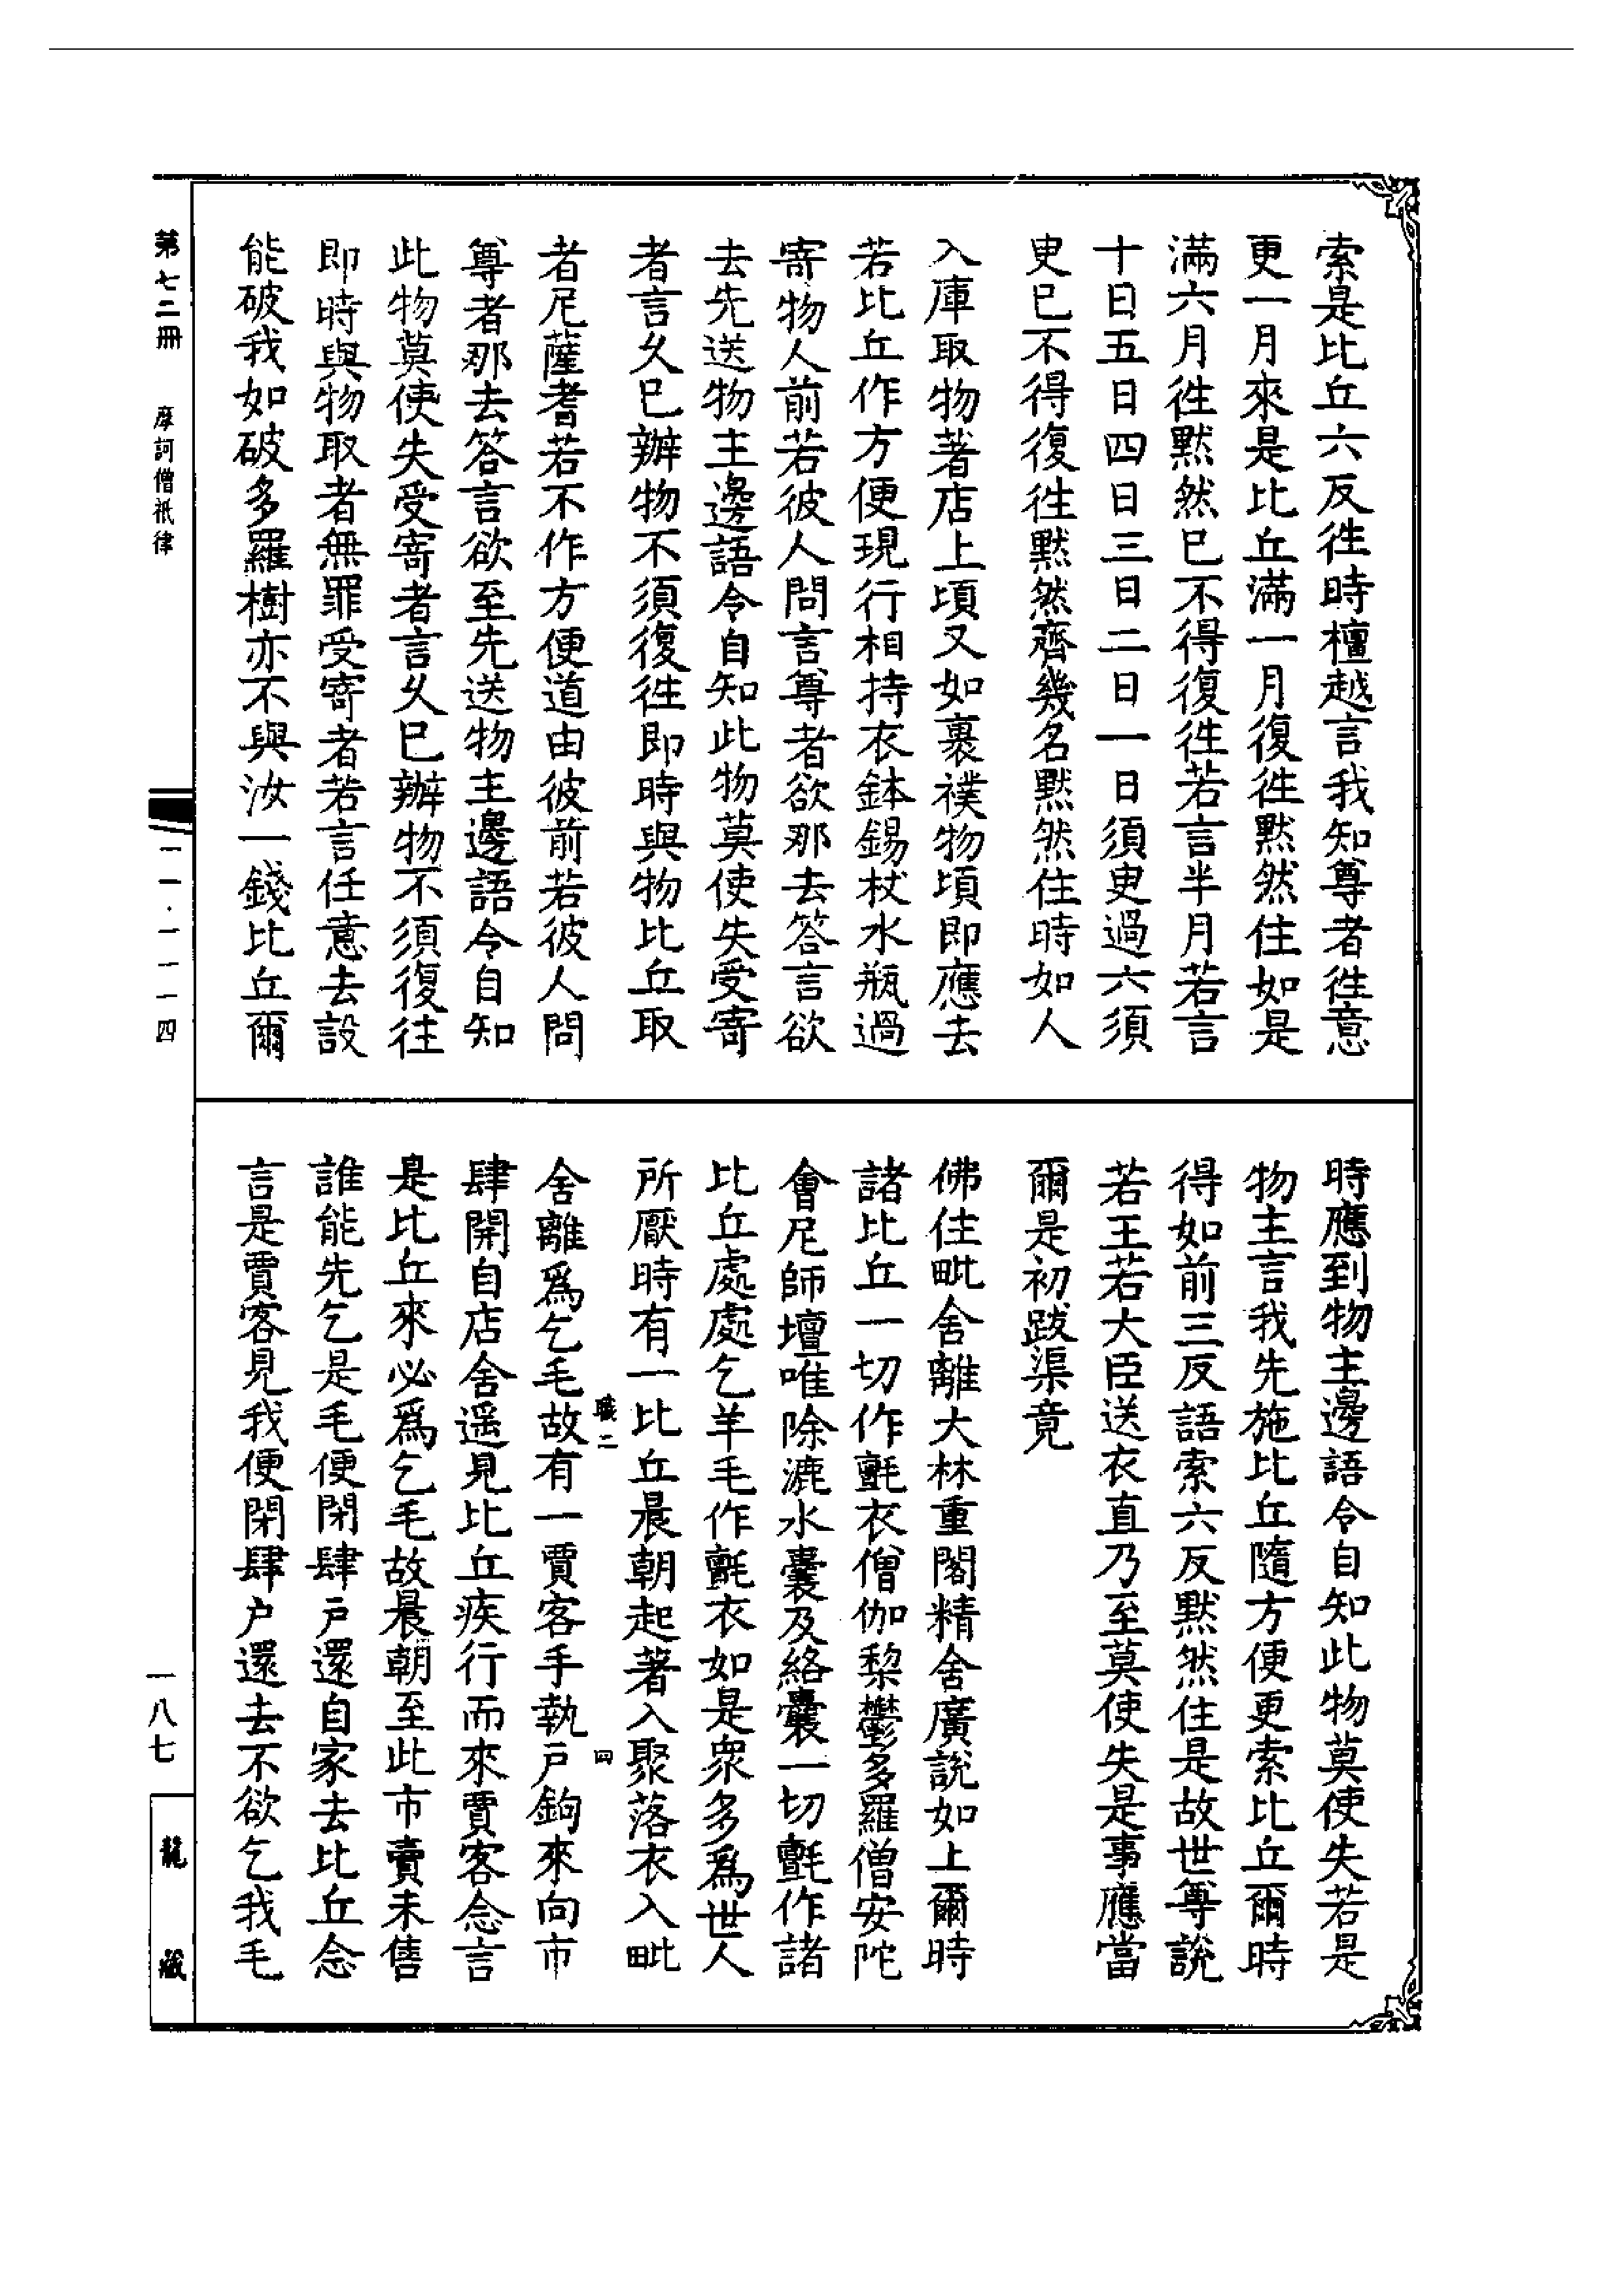 索是比丘六反徃時檀越言我知尊者徃意
更一月來是比丘滿一月復徃黙然住如是
滿六月徃黙然已不得復徃若言半月若言
十日五日四日三日二日一日須臾過六須
臾已不得復徃黙然齊幾名黙然住時如人
入庫取物著店上頃又如裹襆物頃即應去
若比丘作方便現行相持衣鉢錫杖水瓶過
寄物人前若彼人問言尊者欲那去答言欲
去先送物主邊語令自知此物莫使失受寄
者言乆已辦物不須復徃即時與物比丘取
者尼薩耆若不作方便道由彼前若彼人問
尊者那去答言欲至先送物主邊語令自知
此物莫使失受寄者言乆已辦物不須復往
即時與物取者無罪受寄者若言任意去設
能破我如破多羅樹亦不與汝一錢比丘爾
時應到物主邊語令自知此物莫使失若是
物主言我先施比丘隨方便更索比丘爾時
得如前三反語索六反黙然住是故世尊說
若王若大臣送衣直乃至莫使失是事應當
爾是初跋渠竟
佛住毗舍離大林重閣精舍廣說如上爾時
諸比丘一切作氈衣僧伽棃鬱多羅僧安陀
會尼師壇唯除漉水囊及絡囊一切氈作諸
比丘處處乞羊毛作氈衣如是眾多爲世人
所厭時有一比丘晨朝起著入聚落衣入毗
舍離爲乞毛故有一賈客手執戸鉤來向市
肆開自店舍遥見比丘疾行而來賈客念言
是比丘來必爲乞毛故晨朝至此市賣未售
誰能先乞是毛便閉肆戸還自家去比丘念
言是賈客見我便閉肆户還去不欲乞我毛
職二
四
第七二冊
摩訶僧祇律
一一·一一一四
一八七
龍藏